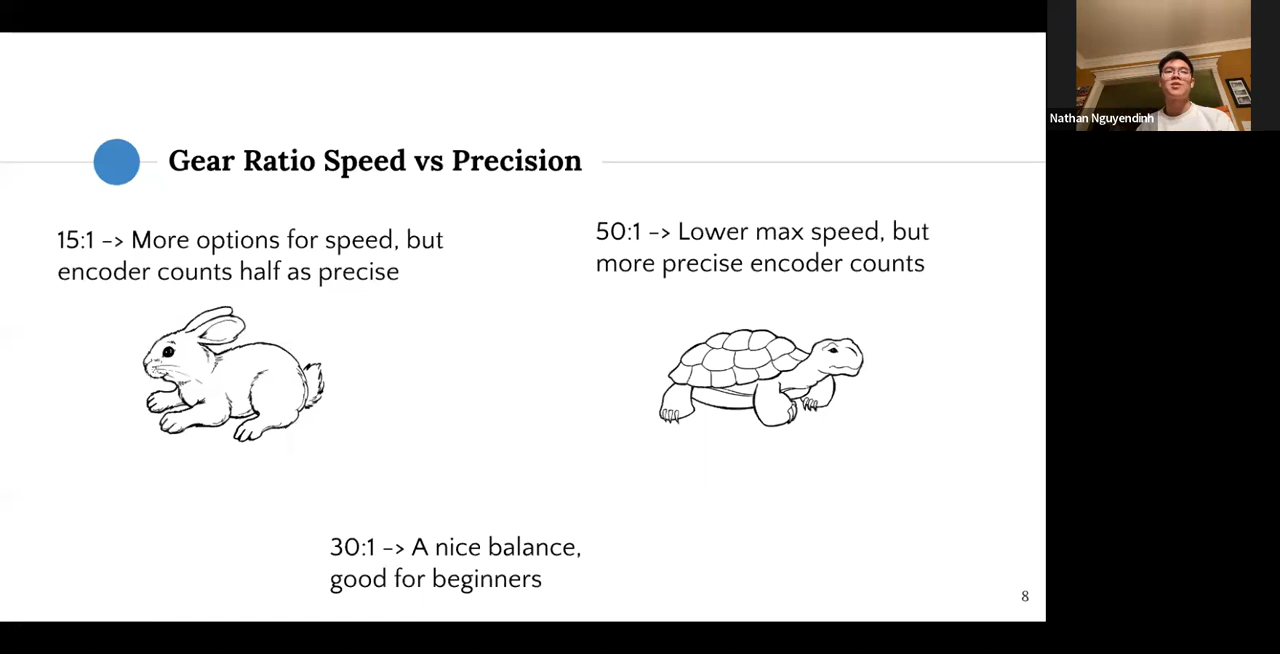 Gear Ratio Speed vs Precision
15:1 –> More options for speed, but
encoder counts half as precise
50:1 –> Lower max speed, but
more precise encoder counts
30:1 –> A nice balance,
good for beginners
8
Nathan Nguyendinh